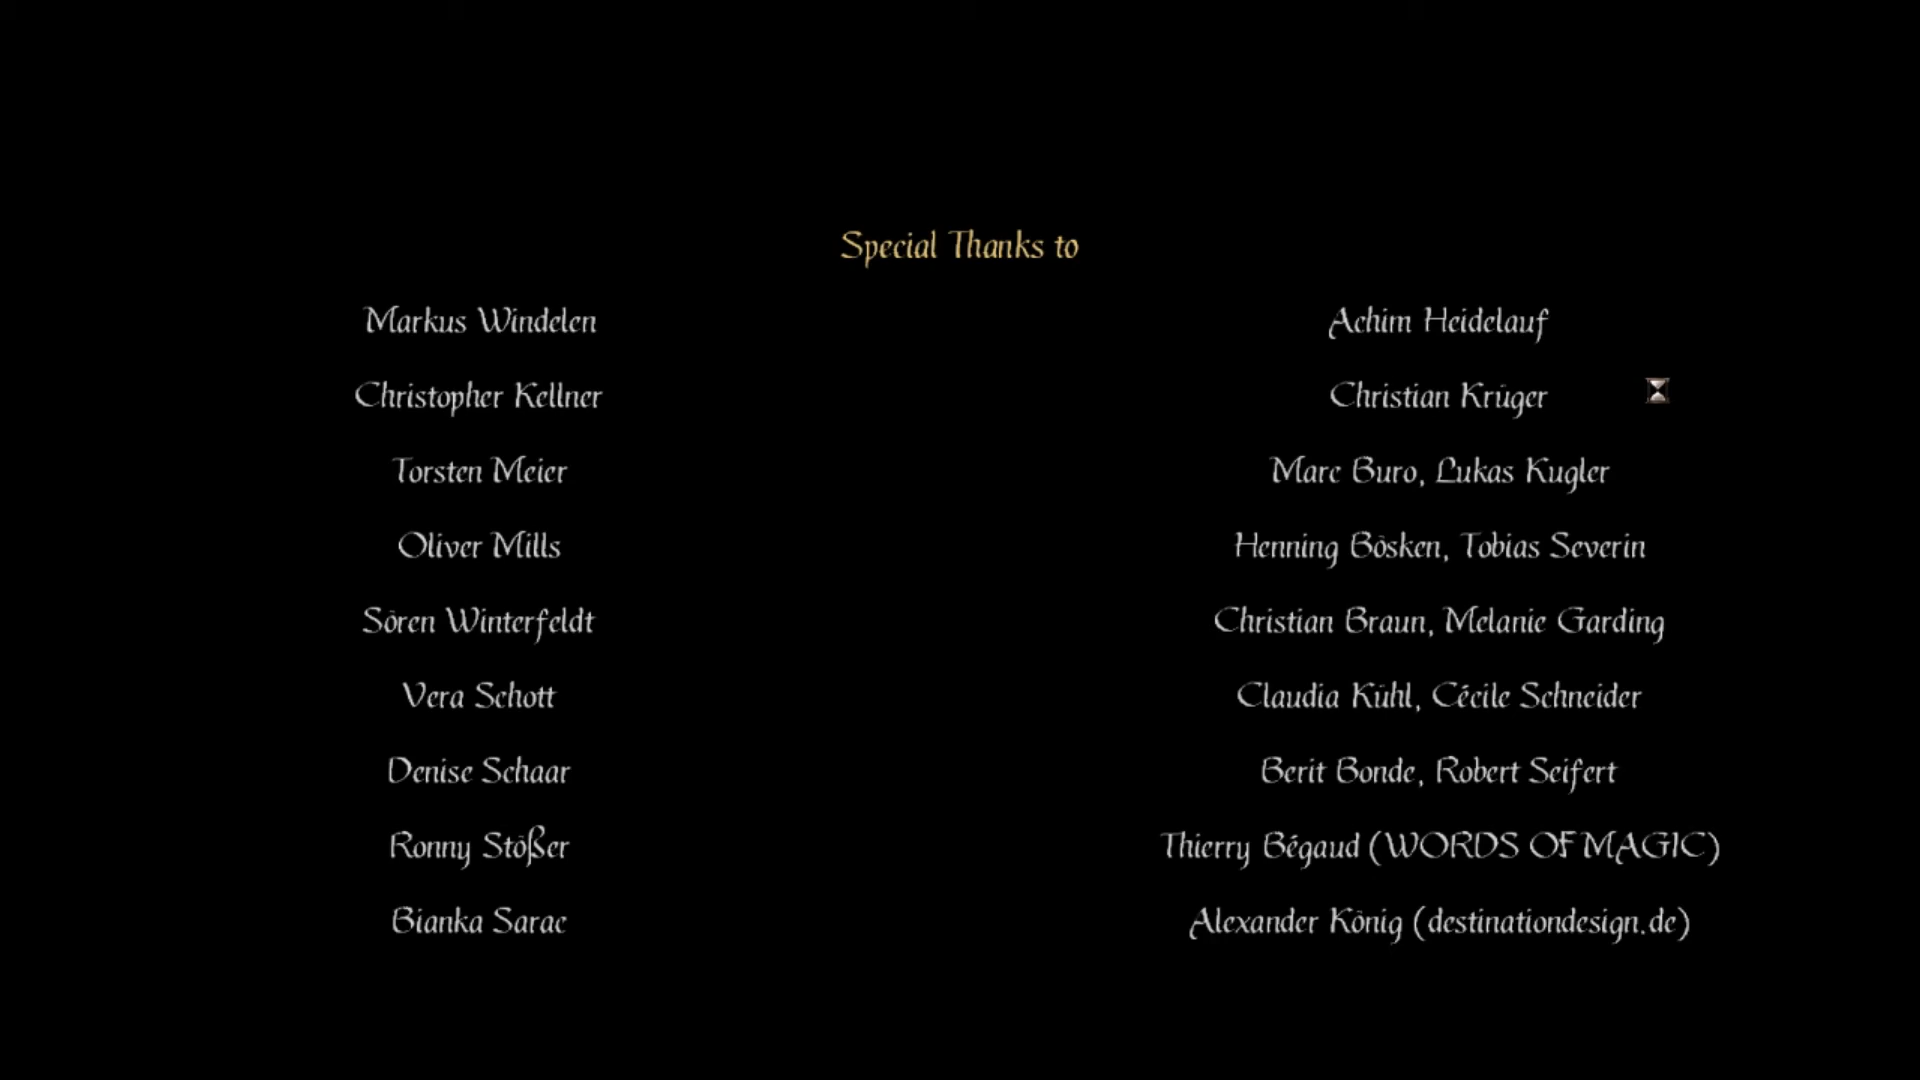 Special Thanks to
Markus Windelen
Achim Heidelauf
Christopher Kellner
Christian Krüger
Torsten Meier
Marc Buro, Lukas Kugler
Oliver Mills
Henning Bösken, Tobias Severin
Sören Winterfeldt
Christian Braun, Melanie Garding
Vera Schott
Claudia Kühl, Cécile Schneider
Denise Schaar
Berit Bonde, Robert Seifert
Ronny Stößer
Thierry Bégaud (WORDS OF MAGIC)
Bianka Sarac
Alexander König (destinationdesign.de)